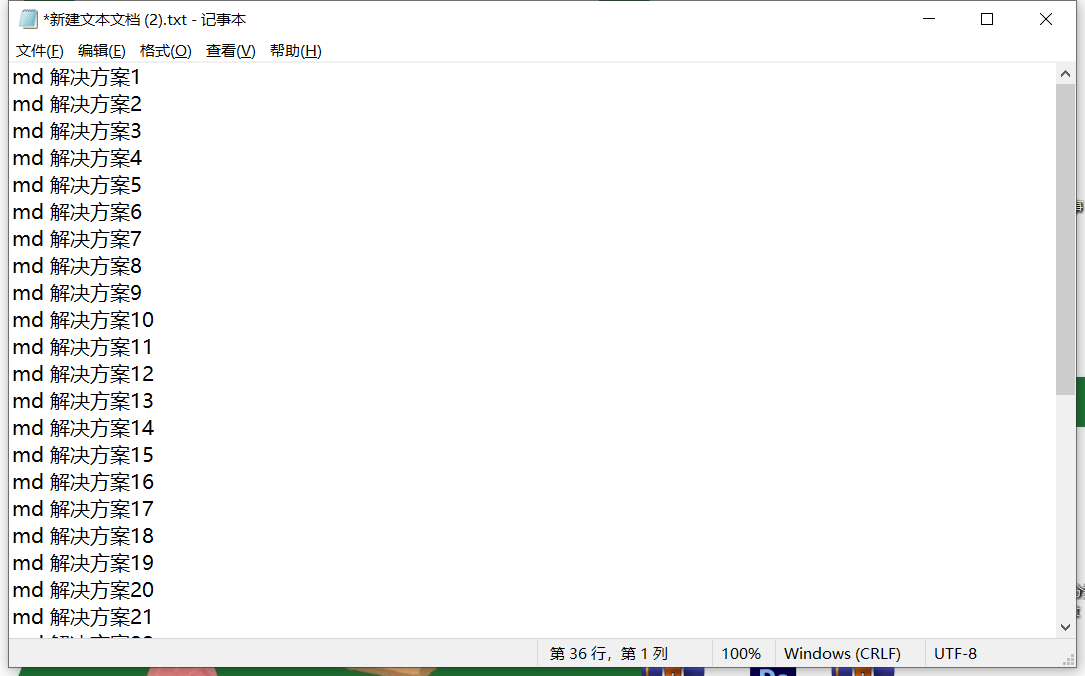 *新建文本文档 (2).txt - 记事本
文件(F) 编辑(E) 格式(O) 查看(V) 帮助(H)
md 解决方案1
md 解决方案2
md 解决方案3
md 解决方案4
md 解决方案5
md 解决方案6
md 解决方案7
md 解决方案8
md 解决方案9
md 解决方案10
md 解决方案11
md 解决方案12
md 解决方案13
md 解决方案14
md 解决方案15
md 解决方案16
md 解决方案17
md 解决方案18
md 解决方案19
md 解决方案20
md 解决方案21
第 36 行，第 1 列 100% Windows (CRLF) UTF-8